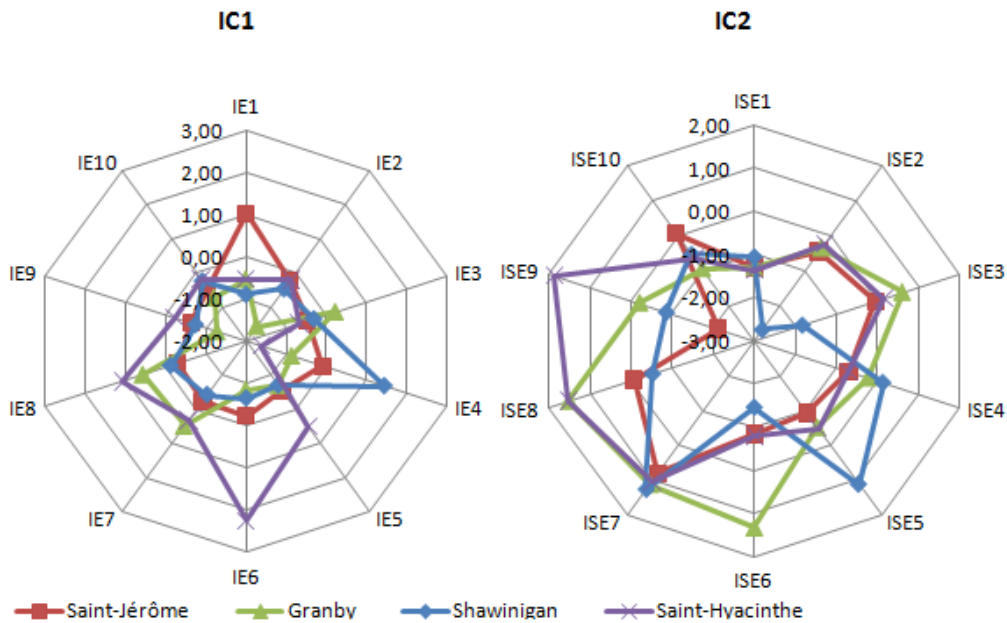 IC1
IC2
IE1
IE2
IE3
IE4
IE5
IE6
IE7
IE8
IE9
IE10
3,00
2,00
1,00
0,00
-1,00
-2,00
ISE1
ISE2
ISE3
ISE4
ISE5
ISE6
ISE7
ISE8
ISE9
ISE10
2,00
1,00
0,00
-1,00
-2,00
-3,00
Saint-Jérôme
Granby
Shawinigan
Saint-Hyacinthe